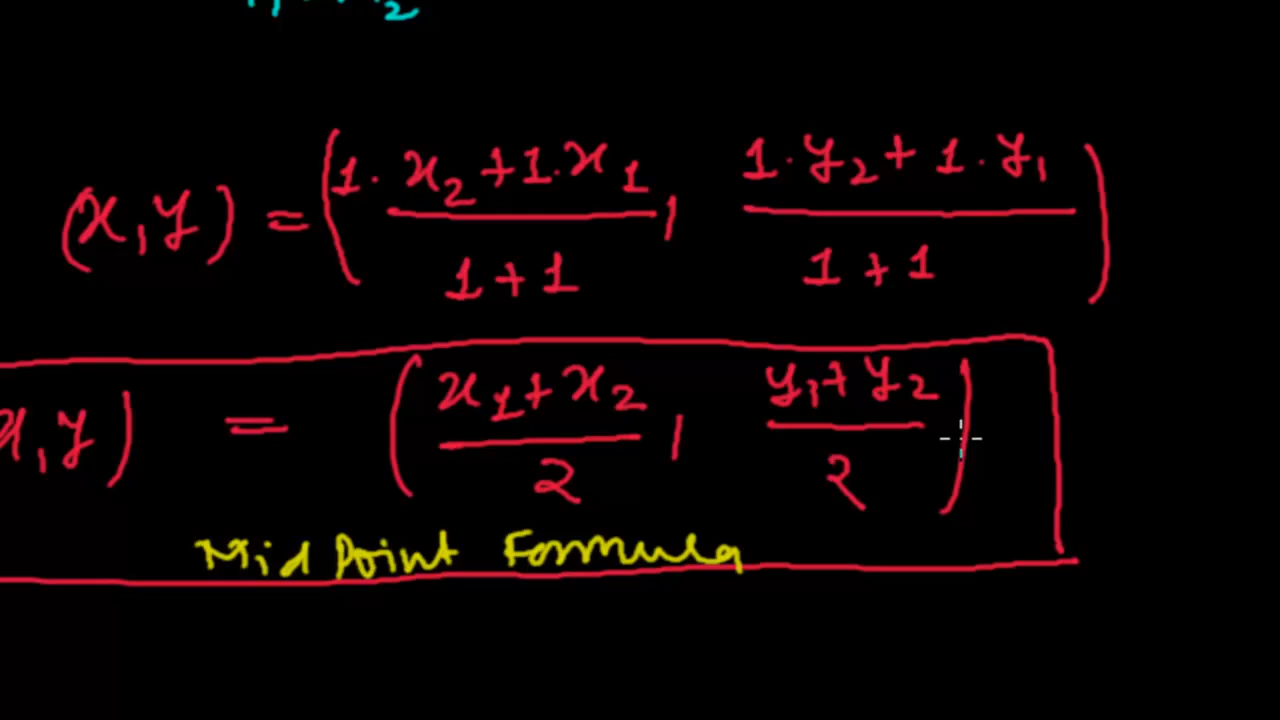 (x, y) = (1. x2 + 1. x1 / 1 + 1, 1. y2 + 1. y1 / 1 + 1)
x, y) = (x1 + x2 / 2, y1 + y2 / 2)
Mid Point Formula